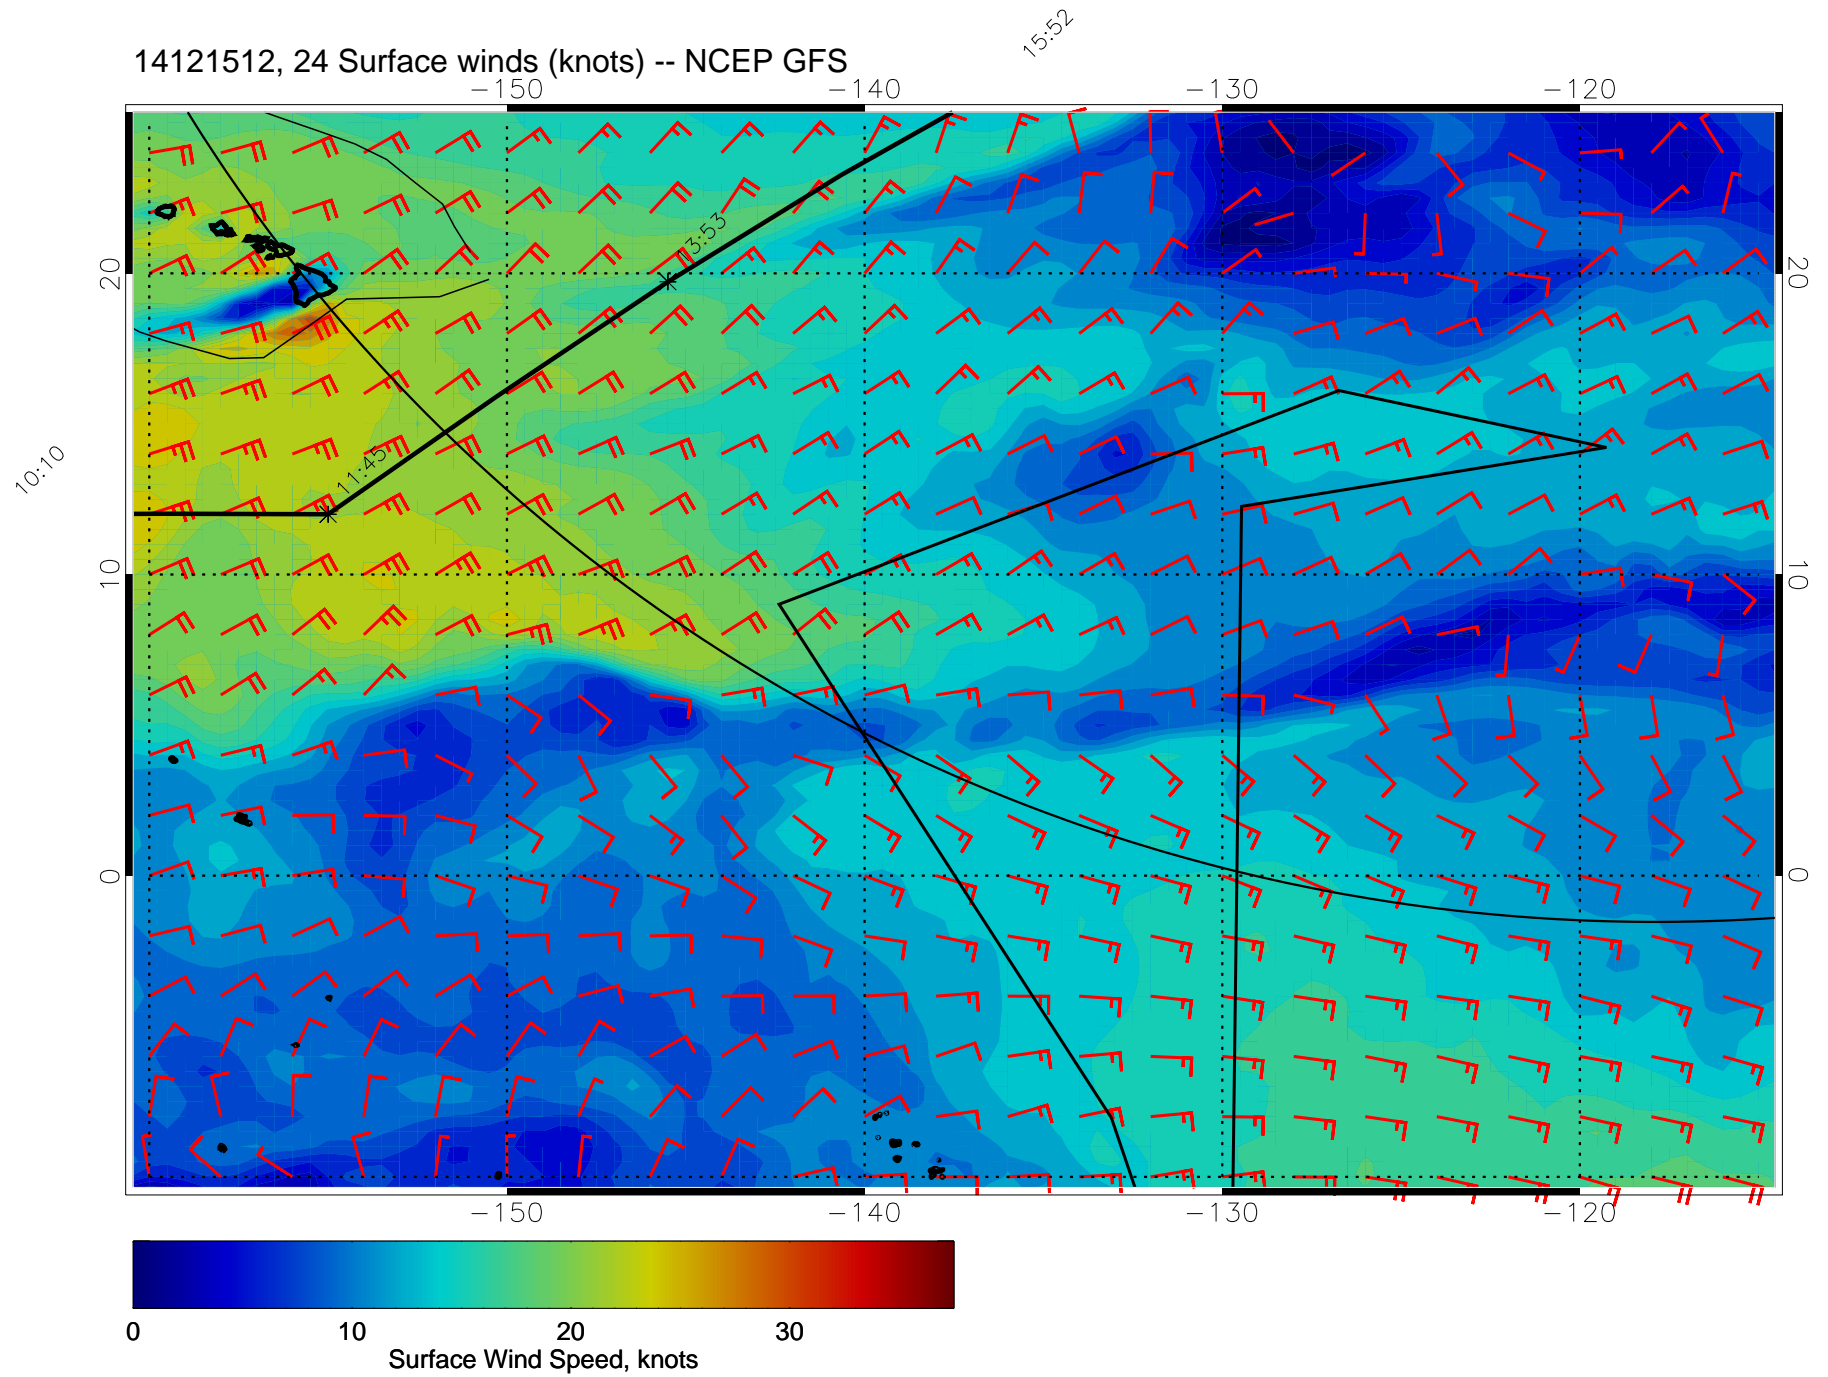 15:52
14121512, 24 Surface winds (knots) -- NCEP GFS
-150 -140 -130 -120
20 20
13:53
10:10
11:45
10 10
0 0
-150 -140 -130 -120
0 10 20 30
Surface Wind Speed, knots